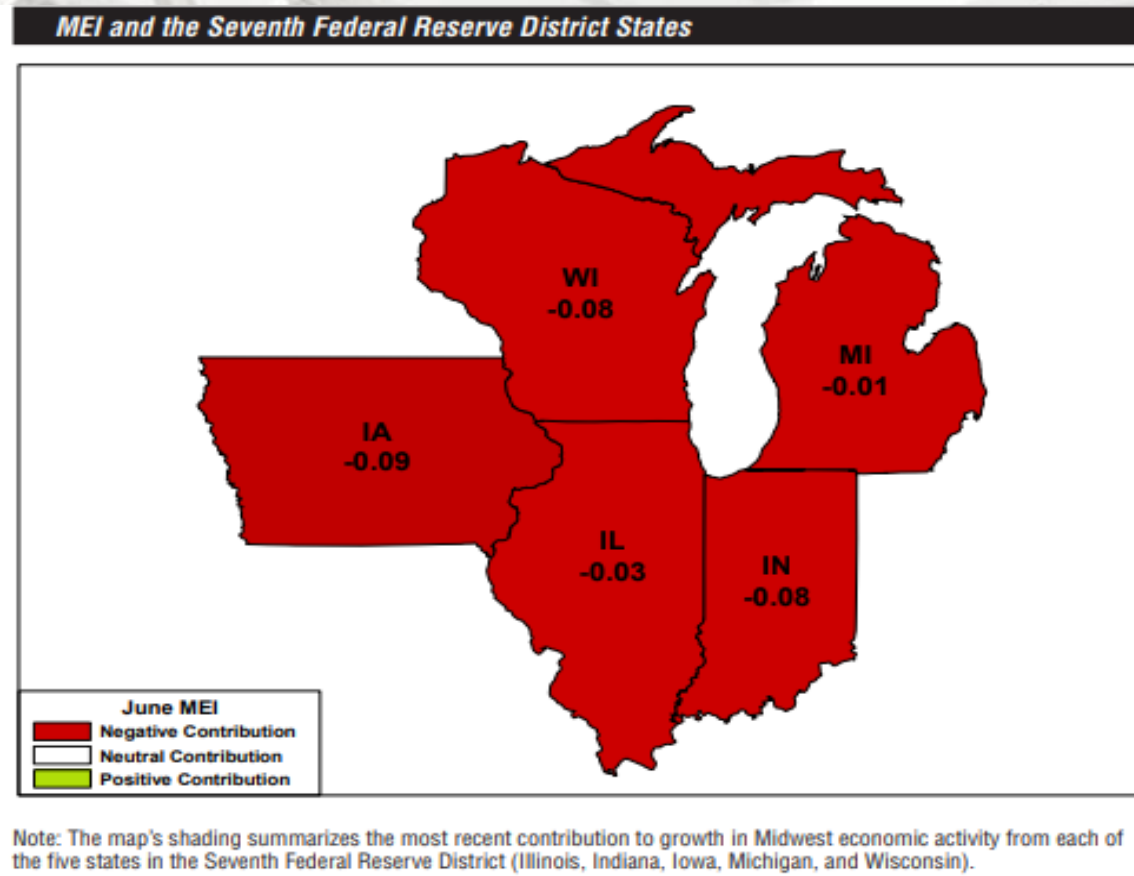 MEI and the Seventh Federal Reserve District States
WI
-0.08
MI
-0.01
IA
-0.09
IL
-0.03
IN
-0.08
June MEI
Negative Contribution
Neutral Contribution
Positive Contribution
Note: The map's shading summarizes the most recent contribution to growth in Midwest economic activity from each of
the five states in the Seventh Federal Reserve District (Illinois, Indiana, Iowa, Michigan, and Wisconsin).